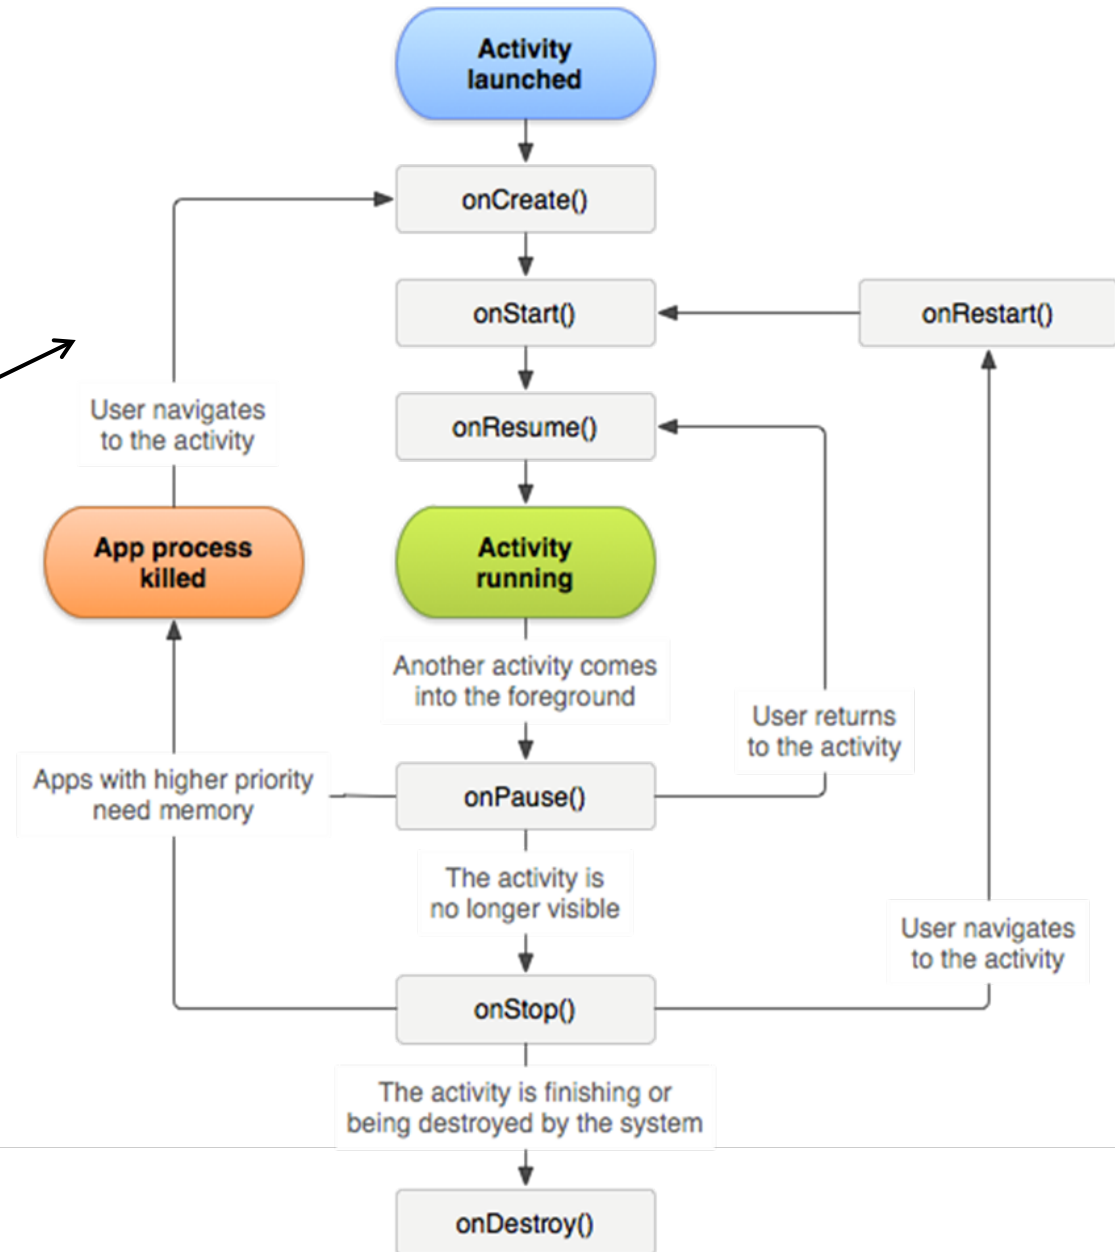 Activity
launched
onCreate()
onStart()
onRestart()
onResume()
User navigates
to the activity
App process
killed
Activity
running
Another activity comes
into the foreground
User returns
to the activity
Apps with higher priority
need memory
onPause()
The activity is
no longer visible
User navigates
to the activity
onStop()
The activity is finishing or
being destroyed by the system
onDestroy()